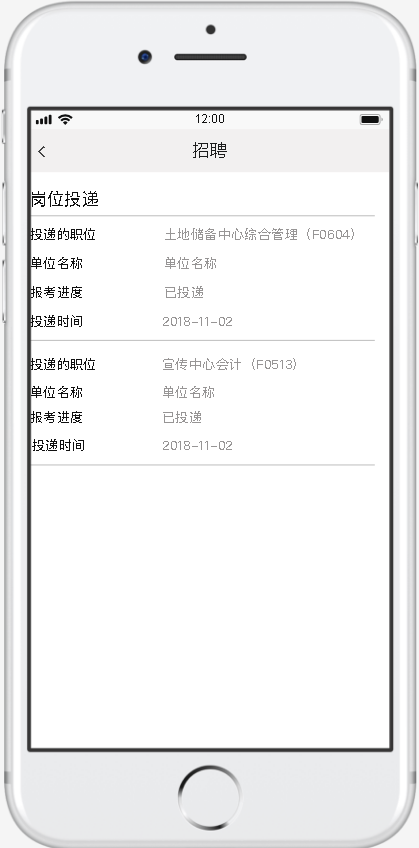 12:00
招聘
岗位投递
投递的职位 土地储备中心综合管理（F0604）
单位名称 单位名称
报考进度 已投递
投递时间 2018-11-02
投递的职位 宣传中心会计（F0513）
单位名称 单位名称
报考进度 已投递
投递时间 2018-11-02